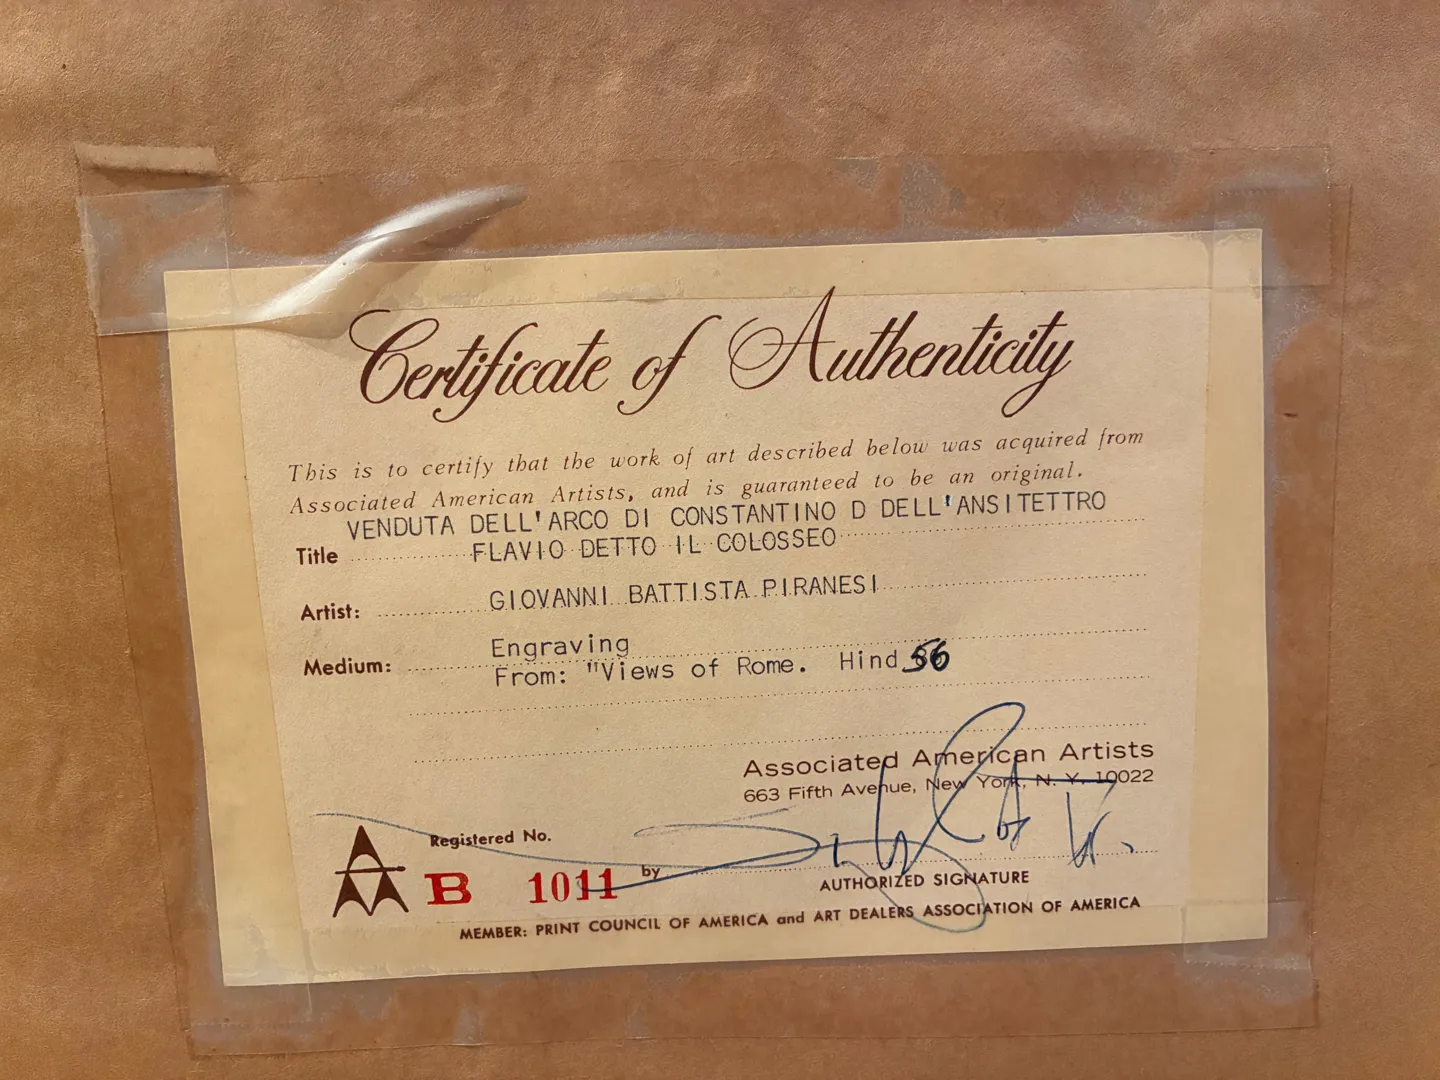 Certificate of Authenticity
This is to certify that the work of art described below was acquired from
Associated American Artists, and is guaranteed to be an original.
VENDUTA DELL'ARCO DI CONSTANTINO D DELL'ANSITETTRO
Title FLAVIO DETTO IL COLOSSEO
Artist: GIOVANNI BATTISTA PIRANESI
Medium: Engraving
From: "Views of Rome. Hind 56
Associated American Artists
663 Fifth Avenue, New York, N. Y. 10022
Registered No.
B 1011 by
AUTHORIZED SIGNATURE
MEMBER: PRINT COUNCIL OF AMERICA and ART DEALERS ASSOCIATION OF AMERICA